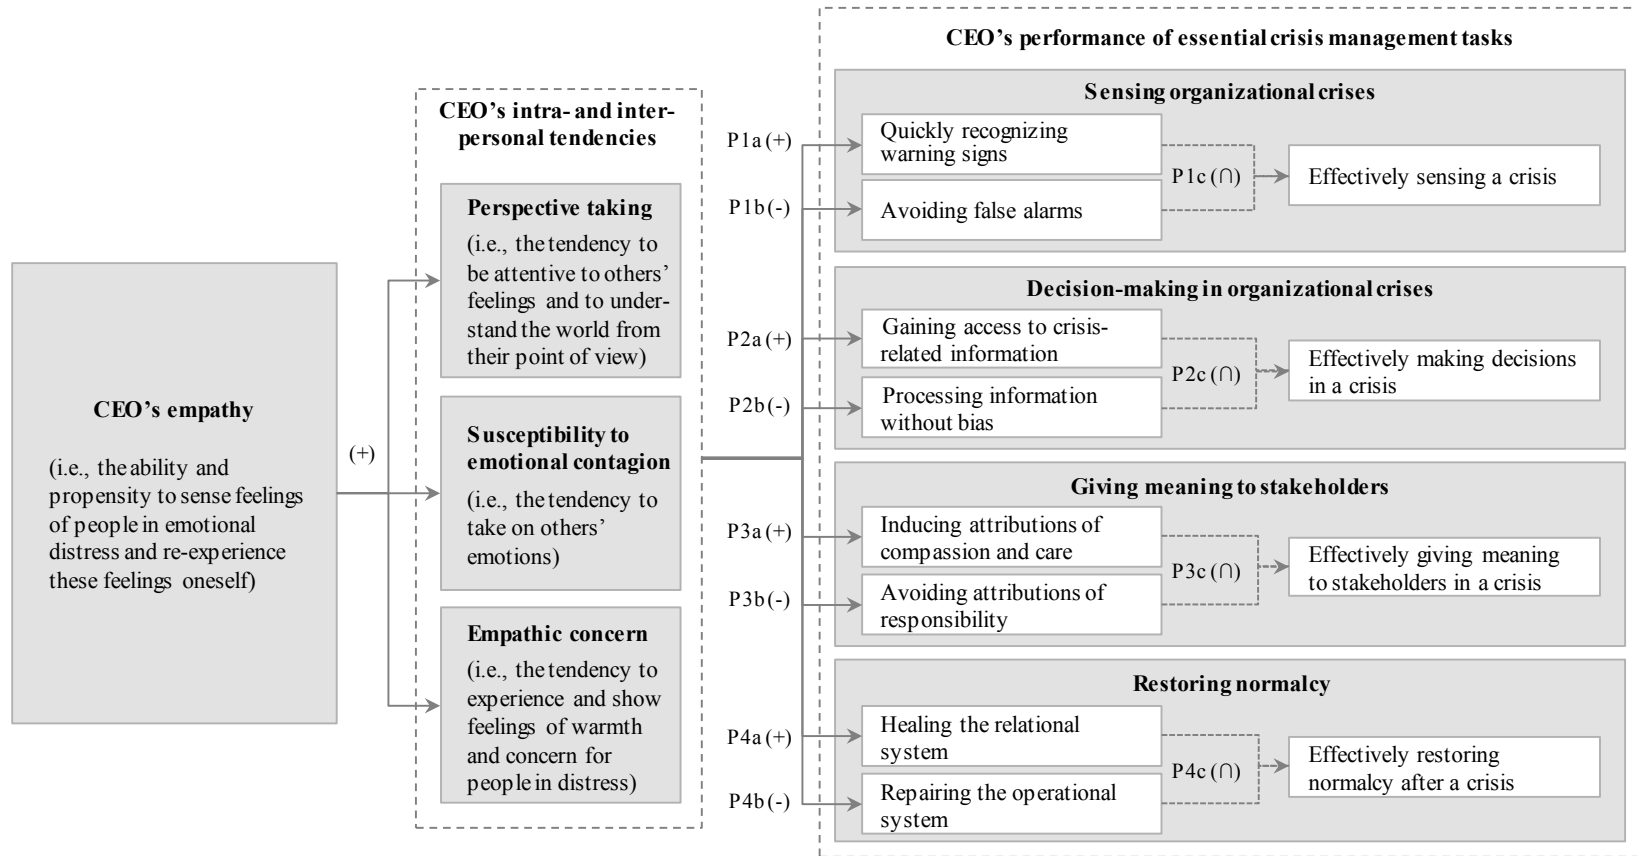 CEO’s empathy
(i.e., the ability and
propensity to sense feelings
of people in emotional
distress and re-experience
these feelings oneself)
(+)
CEO’s intra- and inter-
personal tendencies
Perspective taking
(i.e., the tendency to
be attentive to others’
feelings and to under-
stand the world from
their point of view)
Susceptibility to
emotional contagion
(i.e., the tendency to
take on others’
emotions)
Empathic concern
(i.e., the tendency to
experience and show
feelings of warmth
and concern for
people in distress)
CEO’s performance of essential crisis management tasks
Sensing organizational crises
P1a (+)
Quickly recognizing
warning signs
P1b (-)
Avoiding false alarms
P1c (∩)
Effectively sensing a crisis
Decision-making in organizational crises
P2a (+)
Gaining access to crisis-
related information
P2b (-)
Processing information
without bias
P2c (∩)
Effectively making decisions
in a crisis
Giving meaning to stakeholders
P3a (+)
Inducing attributions of
compassion and care
P3b (-)
Avoiding attributions of
responsibility
P3c (∩)
Effectively giving meaning
to stakeholders in a crisis
Restoring normalcy
P4a (+)
Healing the relational
system
P4b (-)
Repairing the operational
system
P4c (∩)
Effectively restoring
normalcy after a crisis